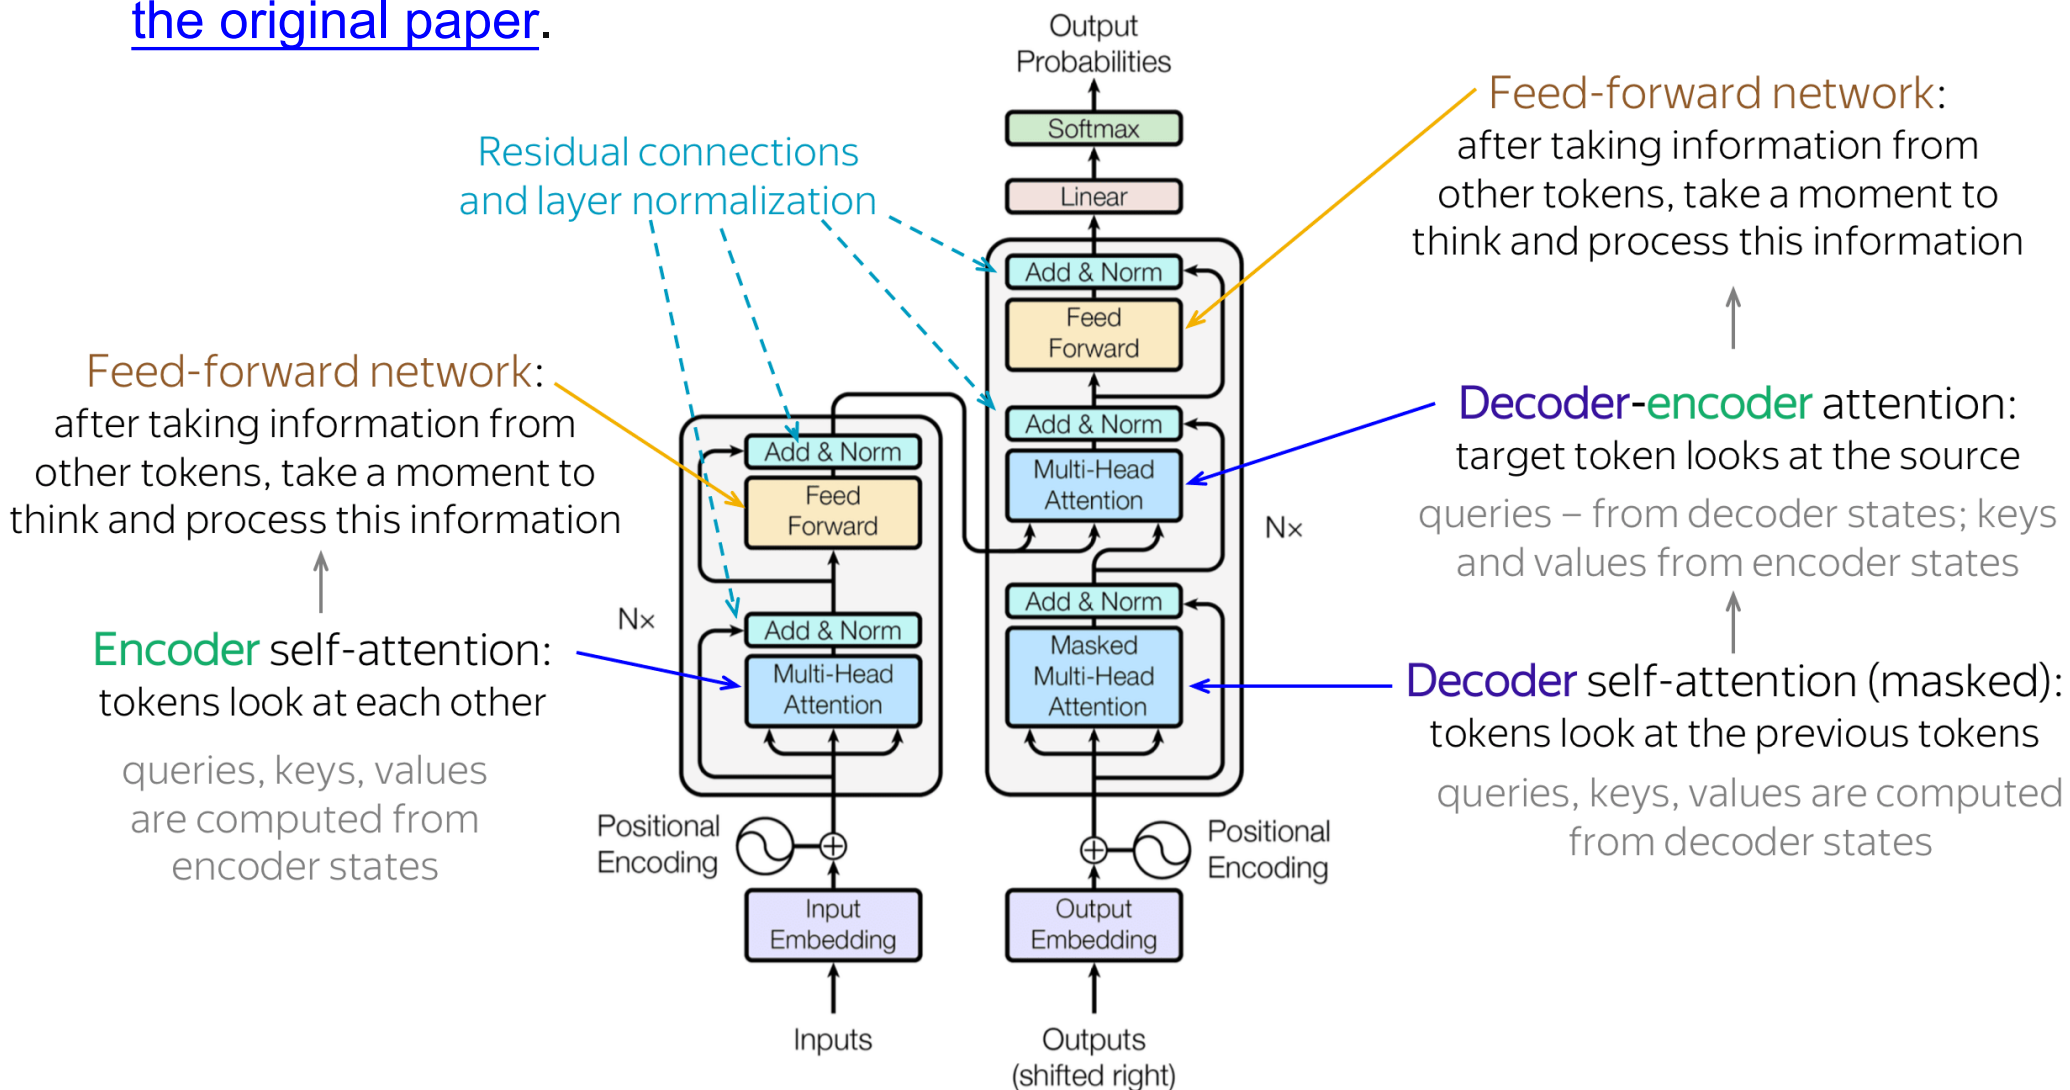 the original paper.
Output
Probabilities
Softmax
Linear
Add & Norm
Feed
Forward
Add & Norm
Multi-Head
Attention
Add & Norm
Masked
Multi-Head
Attention
Nx
Positional
Encoding
Output
Embedding
Outputs
(shifted right)
Residual connections
and layer normalization
Feed-forward network:
after taking information from
other tokens, take a moment to
think and process this information
Encoder self-attention:
tokens look at each other
queries, keys, values
are computed from
encoder states
Add & Norm
Feed
Forward
Nx
Add & Norm
Multi-Head
Attention
Positional
Encoding
Input
Embedding
Inputs
Feed-forward network:
after taking information from
other tokens, take a moment to
think and process this information
Decoder-encoder attention:
target token looks at the source
queries – from decoder states; keys
and values from encoder states
Decoder self-attention (masked):
tokens look at the previous tokens
queries, keys, values are computed
from decoder states